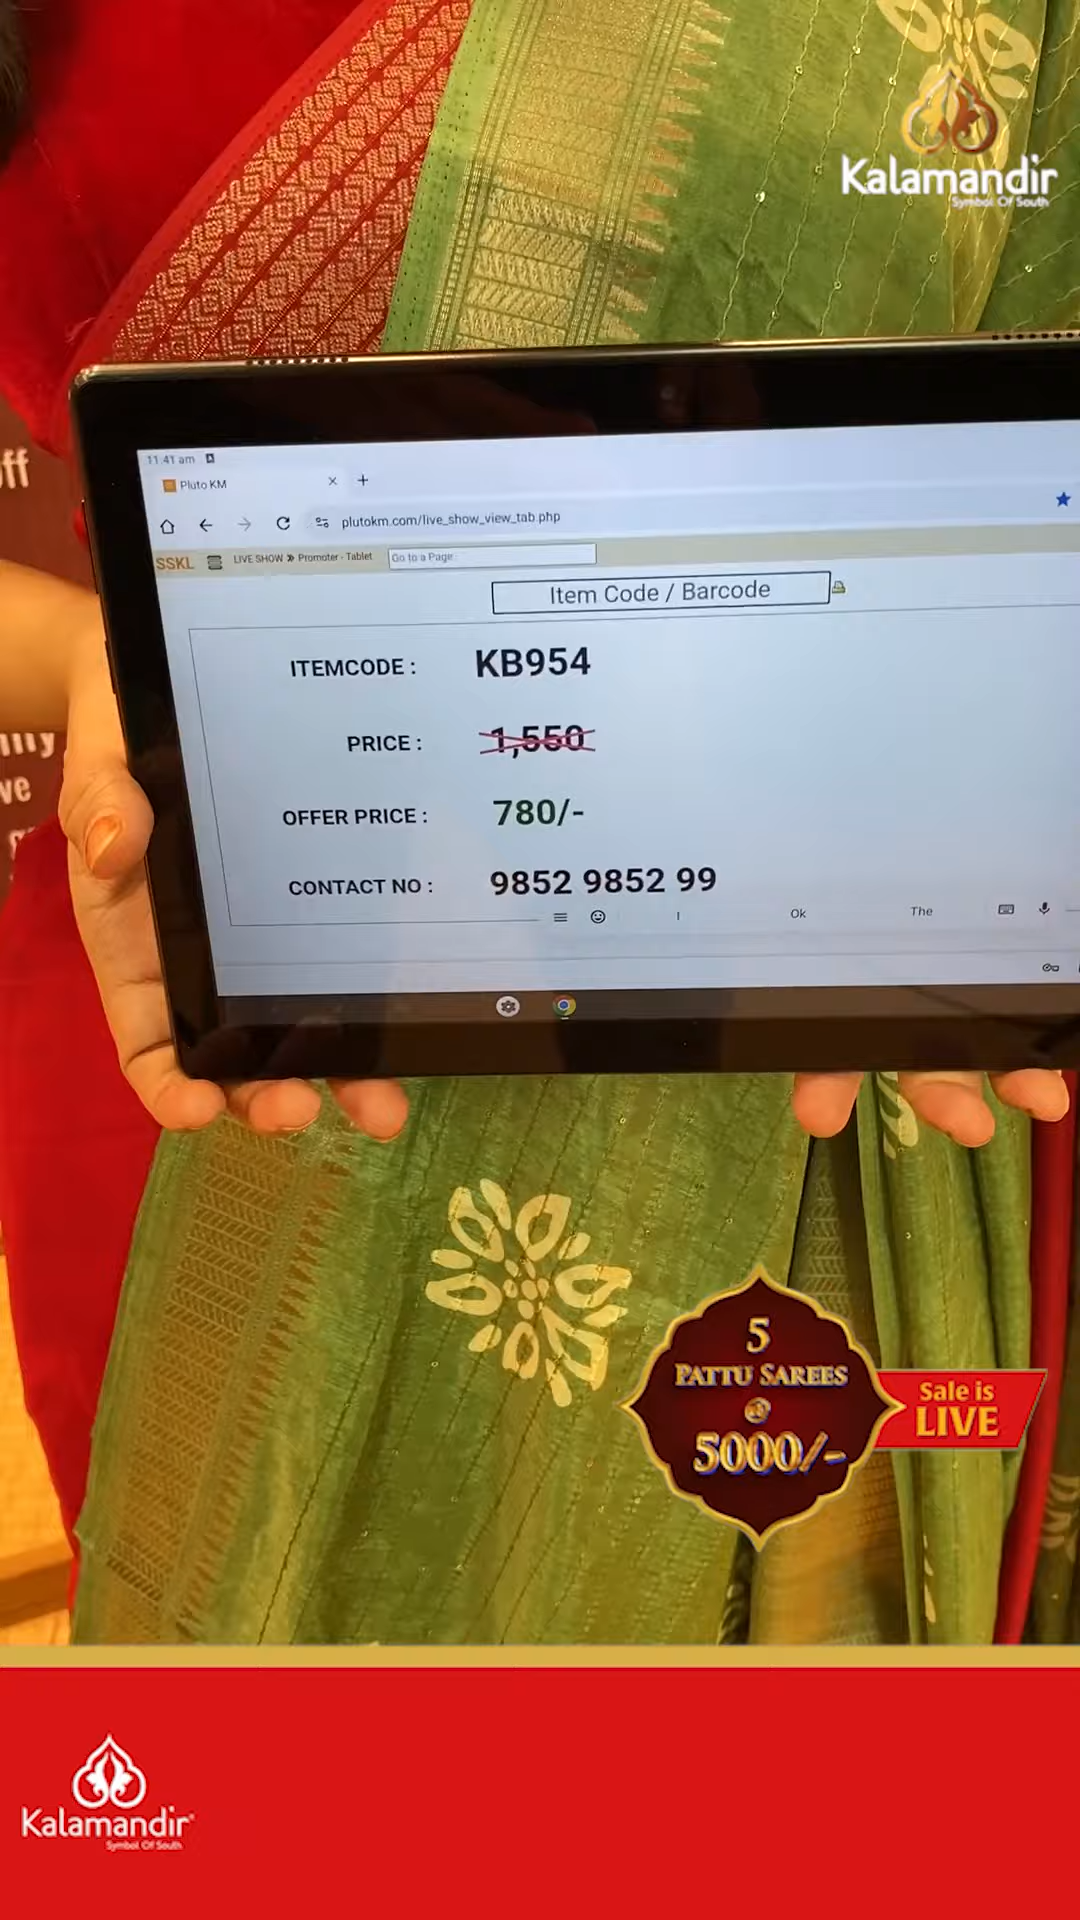 Kalamandir
Symbol Of South
off
11:41 am
Pluto KM
plutokm.com/live_show_view_tab.php
SSKL
LIVE SHOW » Promoter - Tablet
Go to a Page
Item Code / Barcode
ITEMCODE : KB954
PRICE : 1,550
OFFER PRICE : 780/-
CONTACT NO : 9852 9852 99
I
Ok
The
5
PATTU SAREES
@
5000/-
Sale is
LIVE
Kalamandir
Symbol Of South